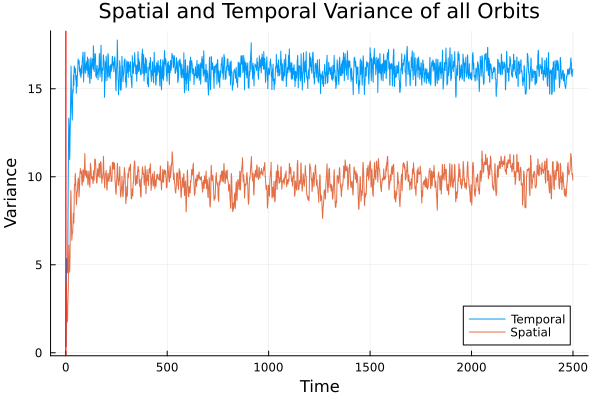 Spatial and Temporal Variance of all Orbits
Variance
15
10
5
0
0 500 1000 1500 2000 2500
Time
Temporal
Spatial